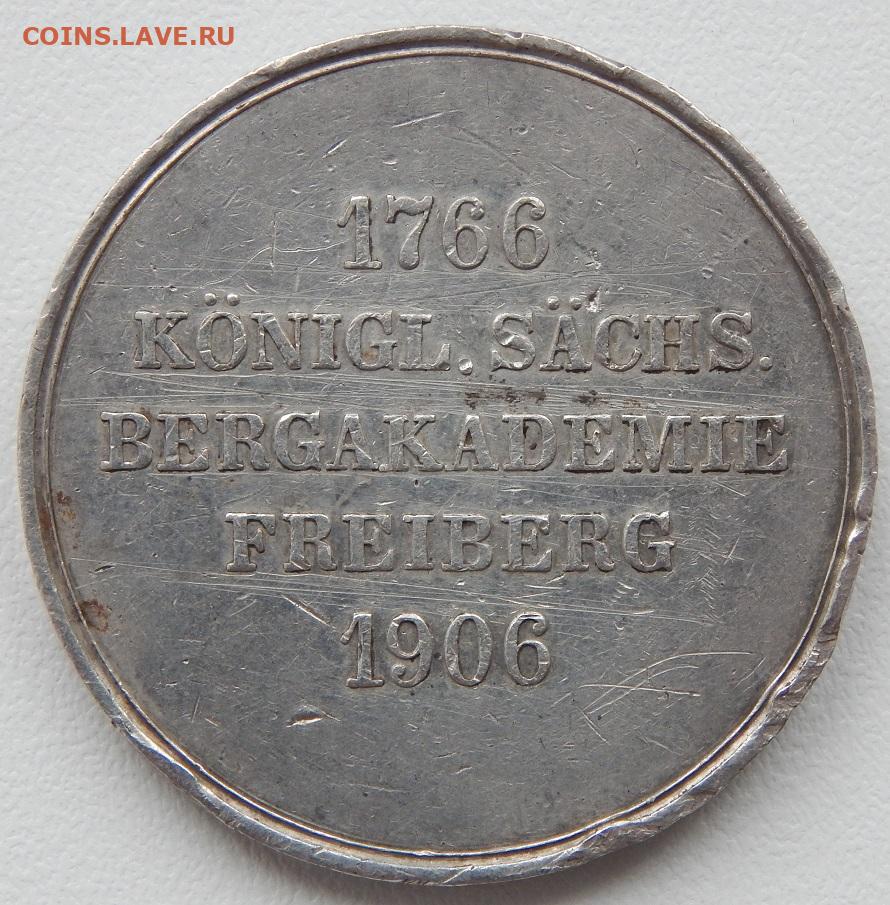 COINS.LAVE.RU
1766
KÖNIGL. SÄCHS.
BERGAKADEMIE
FREIBERG
1906